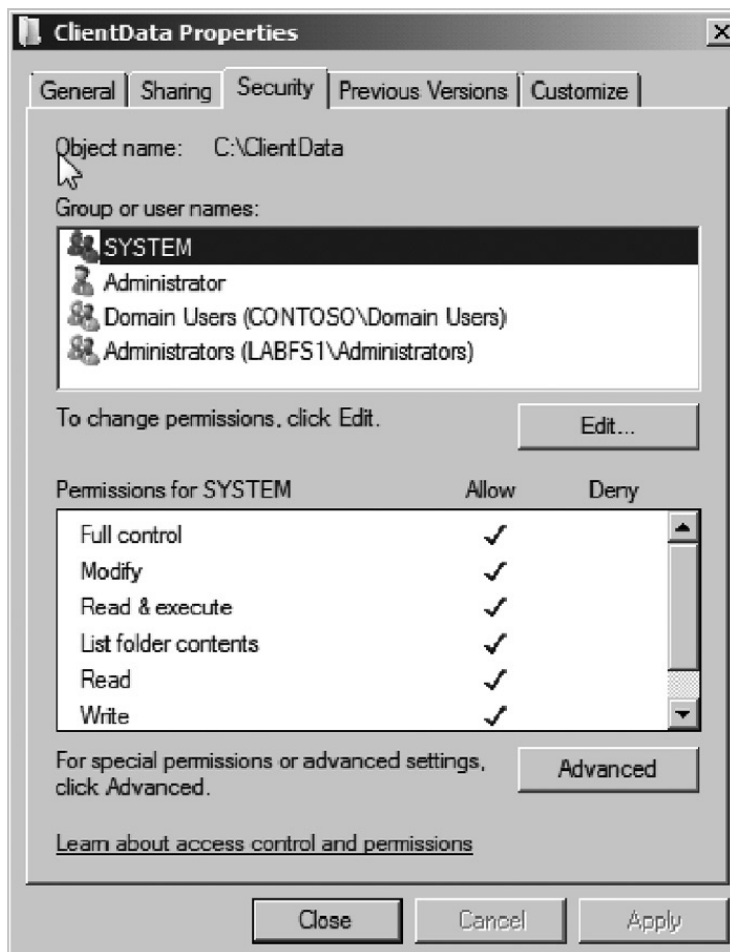 ClientData Properties
General Sharing Security Previous Versions Customize
Object name: C:\ClientData
Group or user names:
SYSTEM
Administrator
Domain Users (CONTOSO\Domain Users)
Administrators (LABFS1\Administrators)
To change permissions, click Edit. Edit...
Permissions for SYSTEM Allow Deny
Full control
Modify
Read & execute
List folder contents
Read
Write
For special permissions or advanced settings, Advanced
click Advanced.
Learn about access control and permissions
Close Cancel Apply